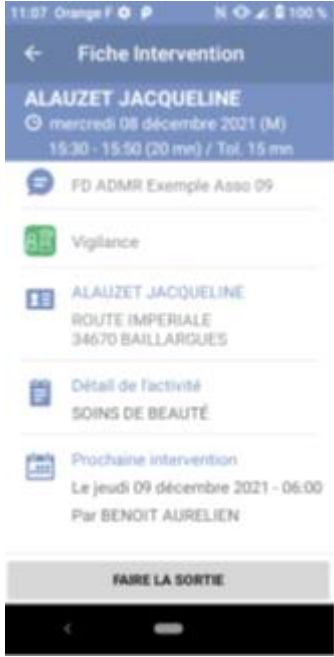 11:07 Orange F 100 %
Fiche Intervention
ALAUZET JACQUELINE
mercredi 08 décembre 2021 (M)
15:30 - 15:50 (20 mn) / Tol. 15 mn
FD ADMR Exemple Asso 09
Vigilance
ALAUZET JACQUELINE
ROUTE IMPERIALE
34670 BAILLARGUES
Détail de l'activité
SOINS DE BEAUTÉ
Prochaine intervention
Le jeudi 09 décembre 2021 - 06:00
Par BENOIT AURELIEN
FAIRE LA SORTIE